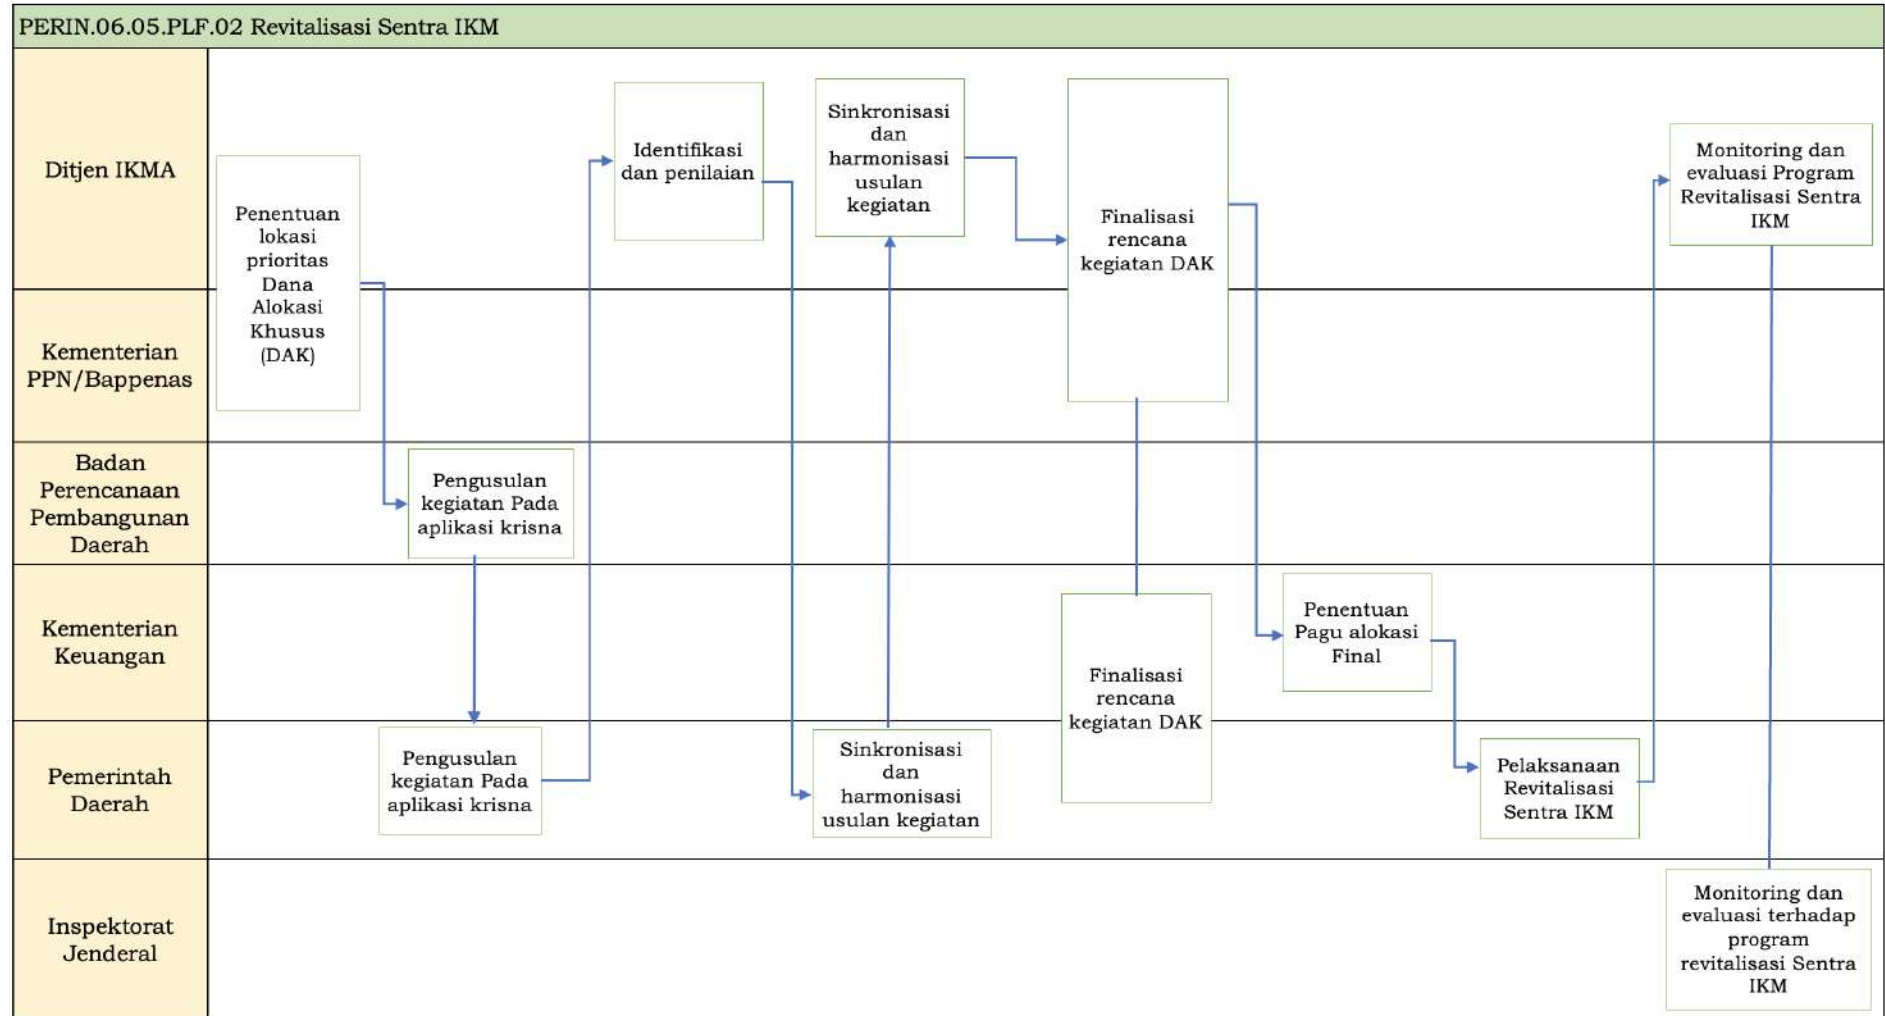 PERIN.06.05.PLF.02 Revitalisasi Sentra IKM
Ditjen IKMA
Penentuan
lokasi
prioritas
Dana
Alokasi
Khusus
(DAK)
Identifikasi
dan penilaian
Sinkronisasi
dan
harmonisasi
usulan
kegiatan
Finalisasi
rencana
kegiatan DAK
Monitoring dan
evaluasi Program
Revitalisasi Sentra
IKM
Kementerian
PPN/Bappenas
Badan
Perencanaan
Pembangunan
Daerah
Pengusulan
kegiatan Pada
aplikasi krisna
Kementerian
Keuangan
Finalisasi
rencana
kegiatan DAK
Penentuan
Pagu alokasi
Final
Pemerintah
Daerah
Pengusulan
kegiatan Pada
aplikasi krisna
Sinkronisasi
dan
harmonisasi
usulan kegiatan
Pelaksanaan
Revitalisasi
Sentra IKM
Inspektorat
Jenderal
Monitoring dan
evaluasi terhadap
program
revitalisasi Sentra
IKM